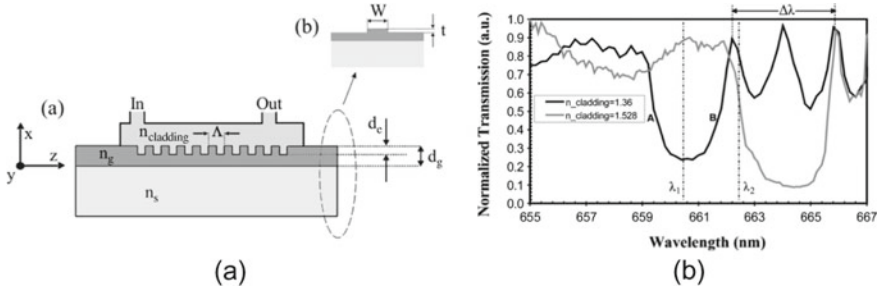 (b)
W
t
(a)
In
Out
n_cladding
Λ
d_c
x
n_g
d_g
y
z
n_s
(a)
Normalized Transmission (a.u.)
1.0
0.9
0.8
0.7
0.6
0.5
0.4
0.3
0.2
0.1
0.0
Δλ
n_cladding=1.36
n_cladding=1.528
A
B
λ₁
λ₂
655
657
659
661
663
665
667
Wavelength (nm)
(b)